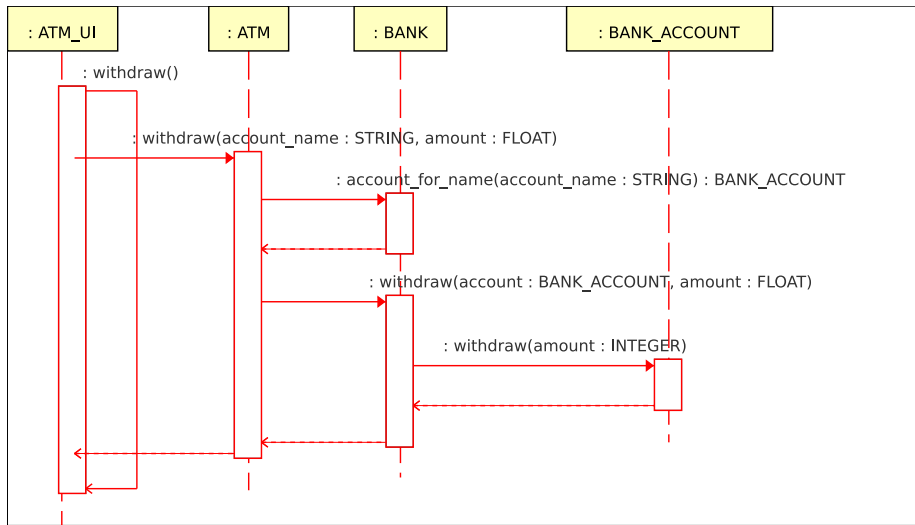 : ATM_UI
: ATM
: BANK
: BANK_ACCOUNT
: withdraw()
: withdraw(account_name : STRING, amount : FLOAT)
: account_for_name(account_name : STRING) : BANK_ACCOUNT
: withdraw(account : BANK_ACCOUNT, amount : FLOAT)
: withdraw(amount : INTEGER)